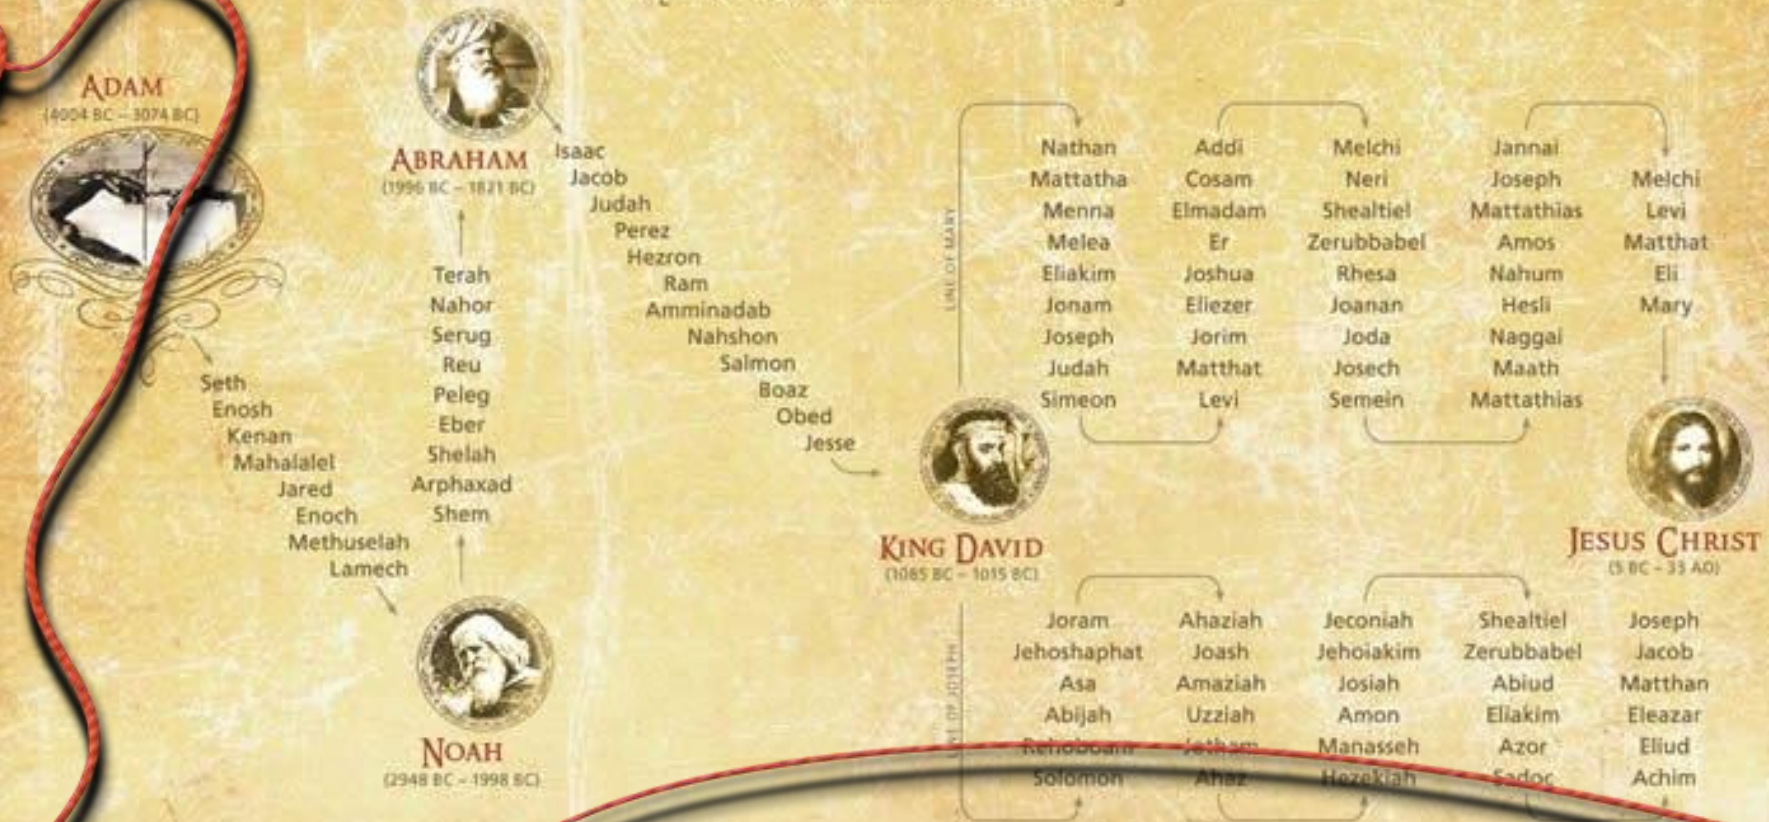 ADAM
(4004 BC – 3074 BC)
Seth
Enosh
Kenan
Mahalalel
Jared
Enoch
Methuselah
Lamech
NOAH
(2948 BC – 1998 BC)
Shem
Arphaxad
Shelah
Eber
Peleg
Reu
Serug
Nahor
Terah
ABRAHAM
(1996 BC – 1821 BC)
Isaac
Jacob
Judah
Perez
Hezron
Ram
Amminadab
Nahshon
Salmon
Boaz
Obed
Jesse
KING DAVID
(1085 BC – 1015 BC)
LINE OF MARY
Nathan
Mattatha
Menna
Melea
Eliakim
Jonam
Joseph
Judah
Simeon
Levi
Matthat
Jorim
Eliezer
Joshua
Er
Elmadam
Cosam
Addi
Melchi
Neri
Shealtiel
Zerubbabel
Rhesa
Joanan
Joda
Josech
Semein
Mattathias
Maath
Naggai
Hesli
Nahum
Amos
Mattathias
Joseph
Jannai
Melchi
Levi
Matthat
Eli
Mary
JESUS CHRIST
(5 BC – 33 AD)
LINE OF JOSEPH
Solomon
Rehoboam
Abijah
Asa
Jehoshaphat
Joram
Ahaziah
Joash
Amaziah
Uzziah
Jotham
Ahaz
Hezekiah
Manasseh
Amon
Josiah
Jehoiakim
Jeconiah
Shealtiel
Zerubbabel
Abiud
Eliakim
Azor
Sadoc
Achim
Eliud
Eleazar
Matthan
Jacob
Joseph